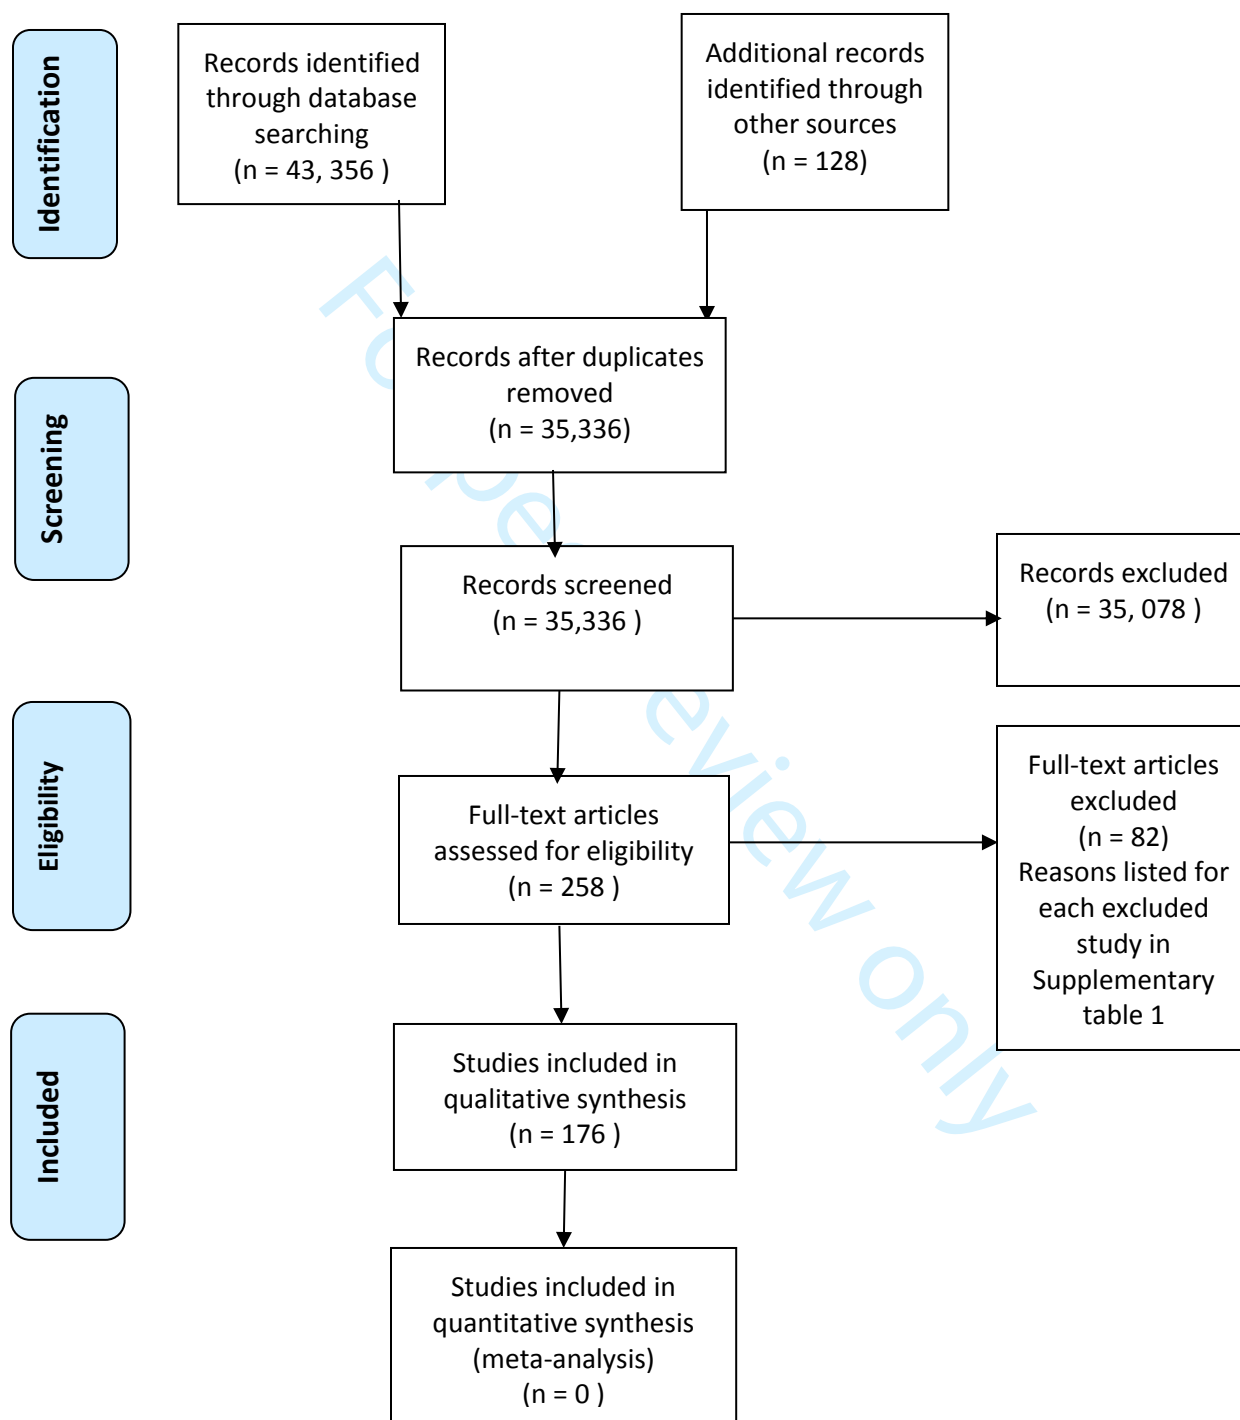 Identification
Records identified
through database
searching
(n = 43, 356 )
Additional records
identified through
other sources
(n = 128)
Screening
Records after duplicates
removed
(n = 35,336)
Records screened
(n = 35,336 )
Records excluded
(n = 35, 078 )
Eligibility
Full-text articles
assessed for eligibility
(n = 258 )
Full-text articles
excluded
(n = 82)
Reasons listed for
each excluded
study in
Supplementary
table 1
Included
Studies included in
qualitative synthesis
(n = 176 )
Studies included in
quantitative synthesis
(meta-analysis)
(n = 0 )
For peer review only